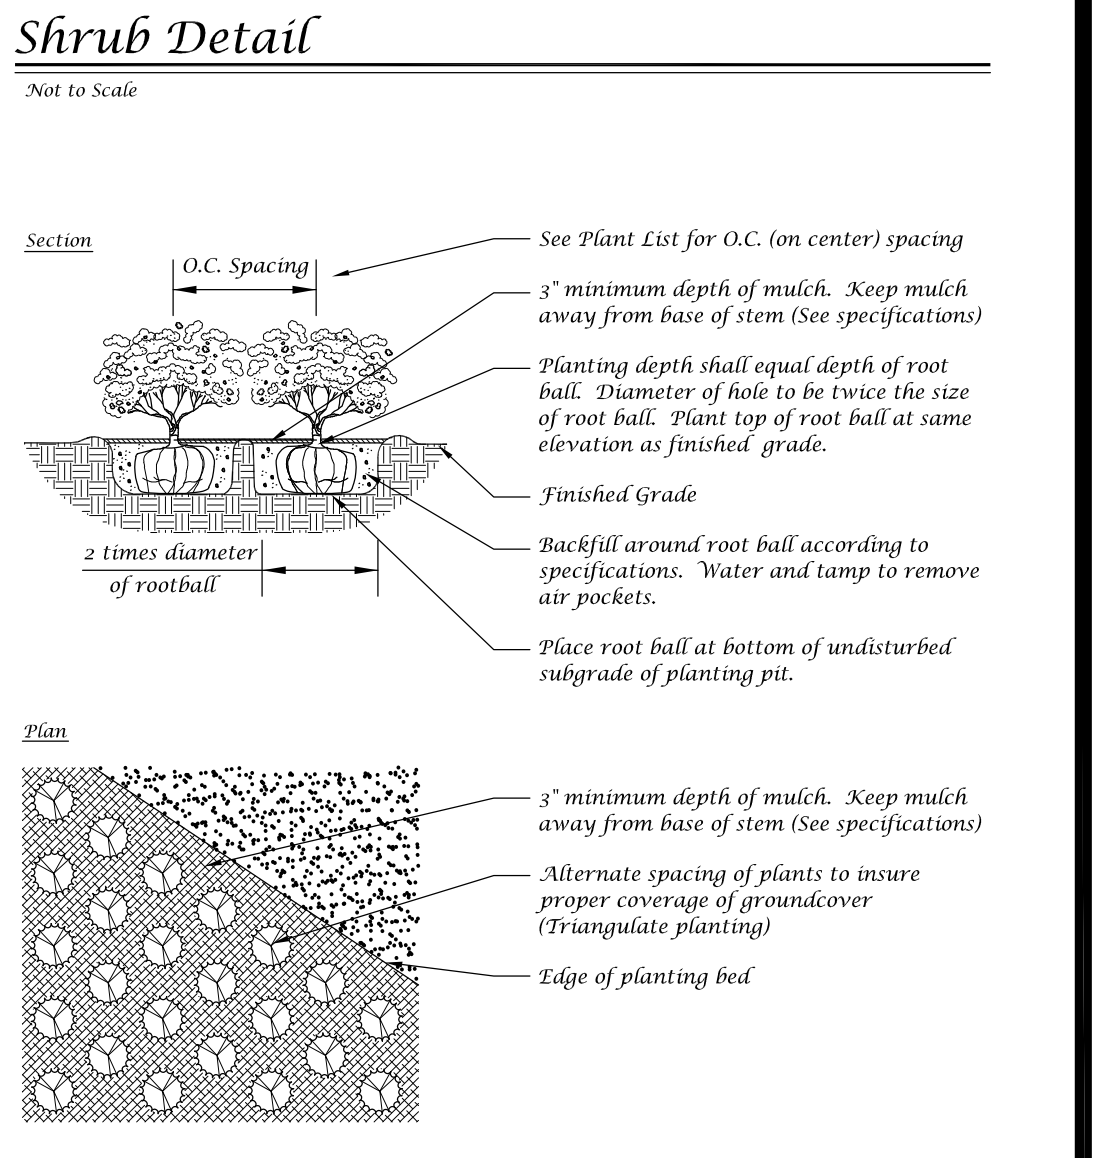 Shrub Detail
Not to Scale
Section
O.C. Spacing
See Plant List for O.C. (on center) spacing
3" minimum depth of mulch. Keep mulch
away from base of stem (See specifications)
Planting depth shall equal depth of root
ball. Diameter of hole to be twice the size
of root ball. Plant top of root ball at same
elevation as finished grade.
Finished Grade
Backfill around root ball according to
specifications. Water and tamp to remove
air pockets.
2 times diameter
of rootball
Place root ball at bottom of undisturbed
subgrade of planting pit.
Plan
3" minimum depth of mulch. Keep mulch
away from base of stem (See specifications)
Alternate spacing of plants to insure
proper coverage of groundcover
(Triangulate planting)
Edge of planting bed